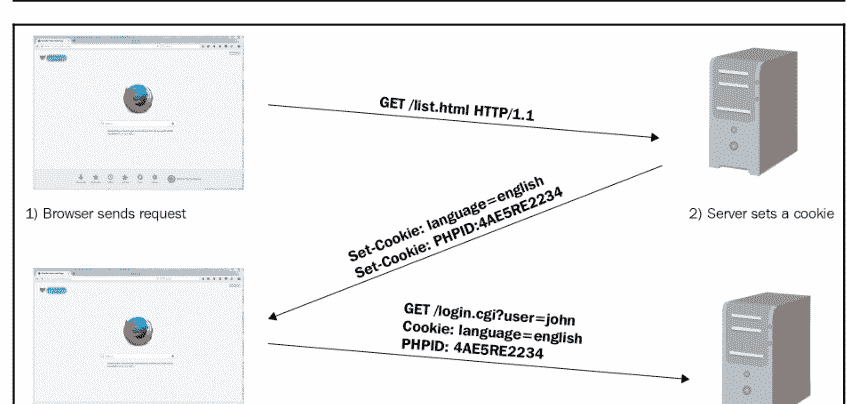 GET /list.html HTTP/1.1
1) Browser sends request
2) Server sets a cookie
Set-Cookie: language=english
Set-Cookie: PHPID:4AE5RE2234
GET /login.cgi?user=john
Cookie: language=english
PHPID: 4AE5RE2234